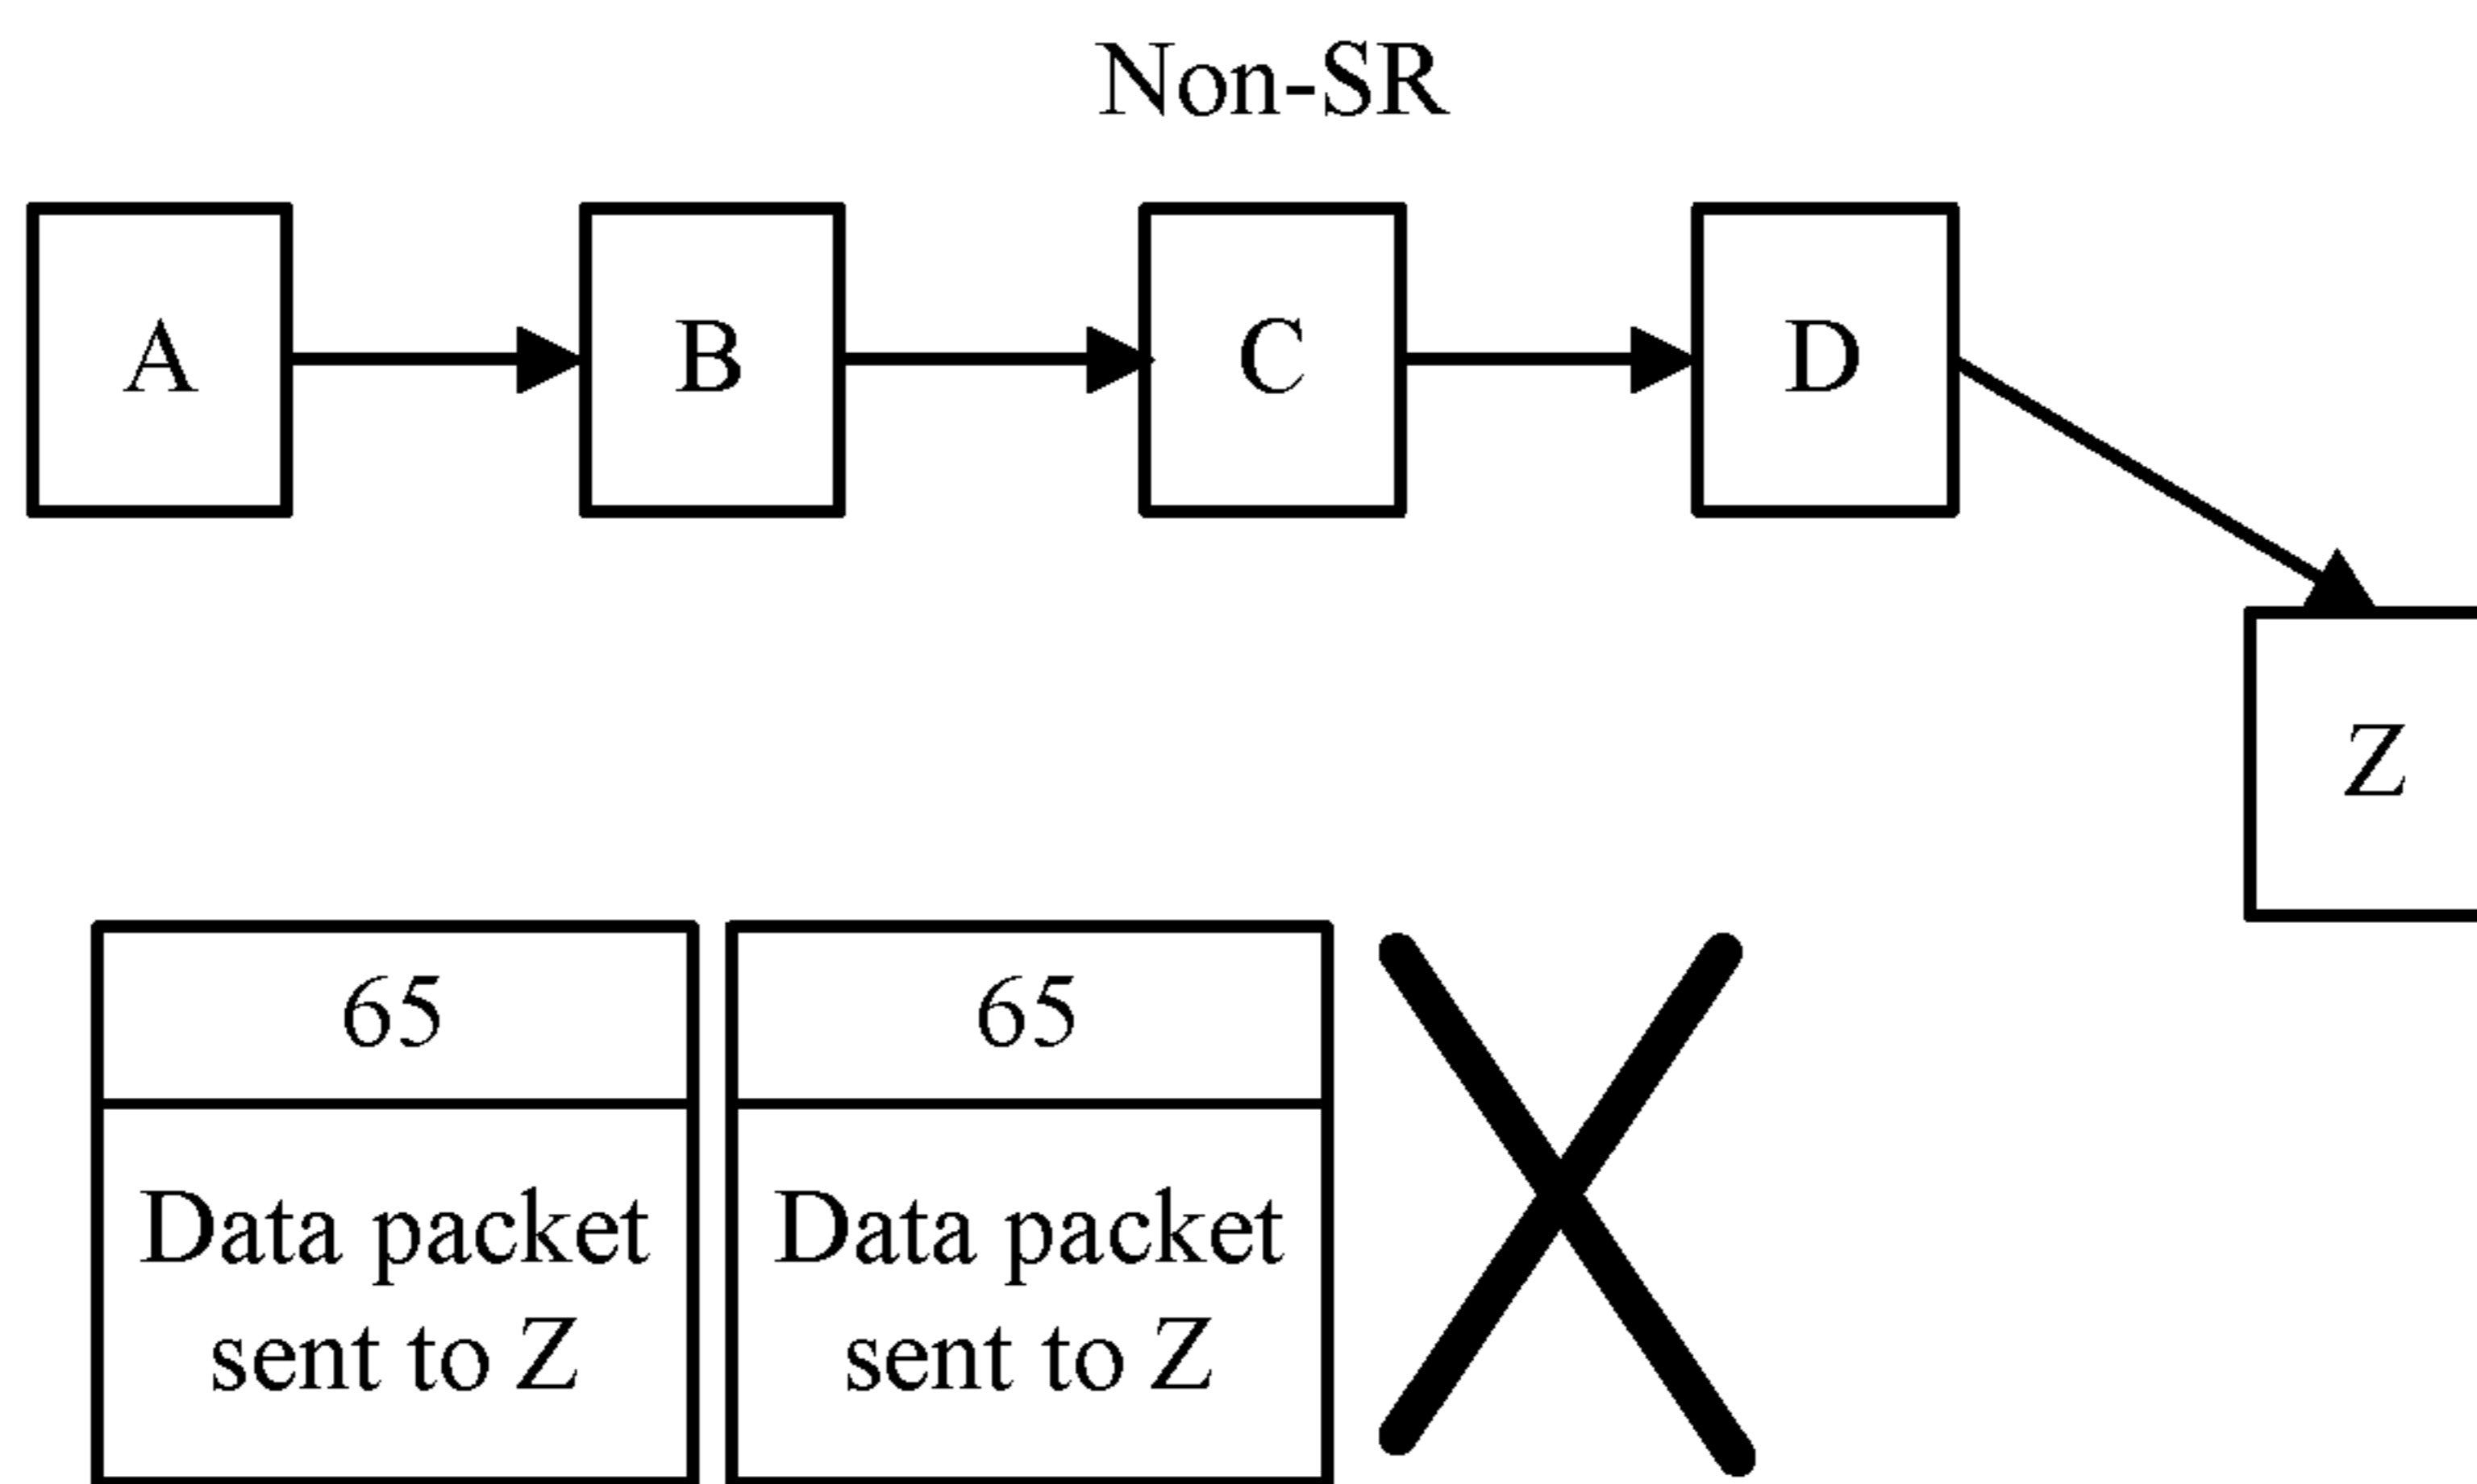 Non-SR
A
B
C
D
Z
65
65
Data packet
sent to Z
Data packet
sent to Z